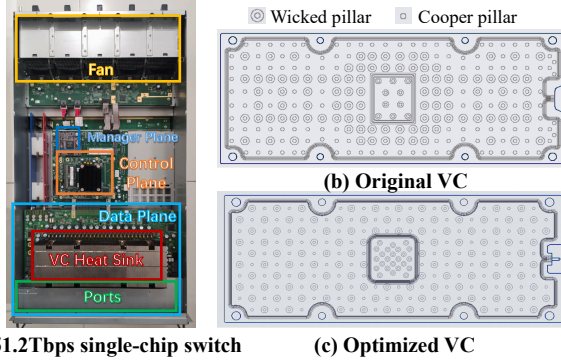 Wicked pillar
Cooper pillar
Fan
Manager Plane
Control
Plane
Data Plane
VC Heat Sink
Ports
(b) Original VC
51.2Tbps single-chip switch
(c) Optimized VC